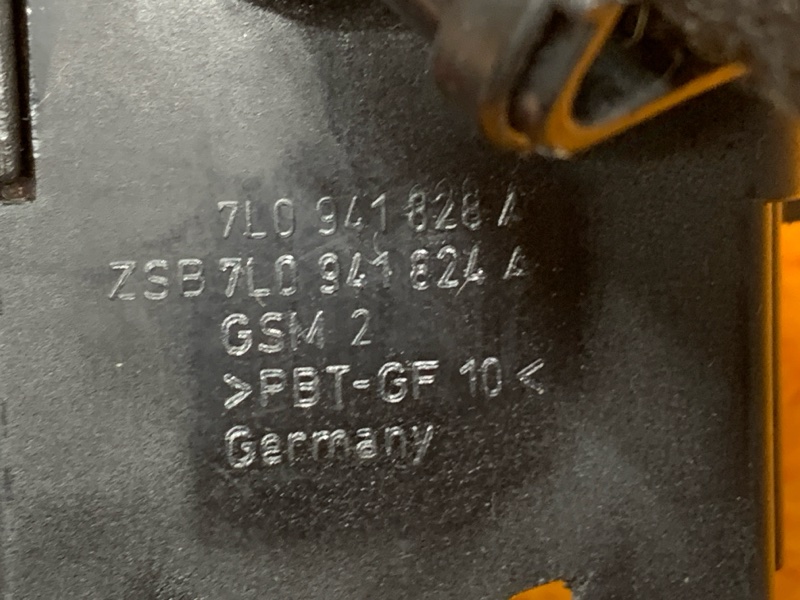 7L0 941 828 A
ZSB 7L0 941 824 A
GSM 2
>PBT-GF 10<
Germany